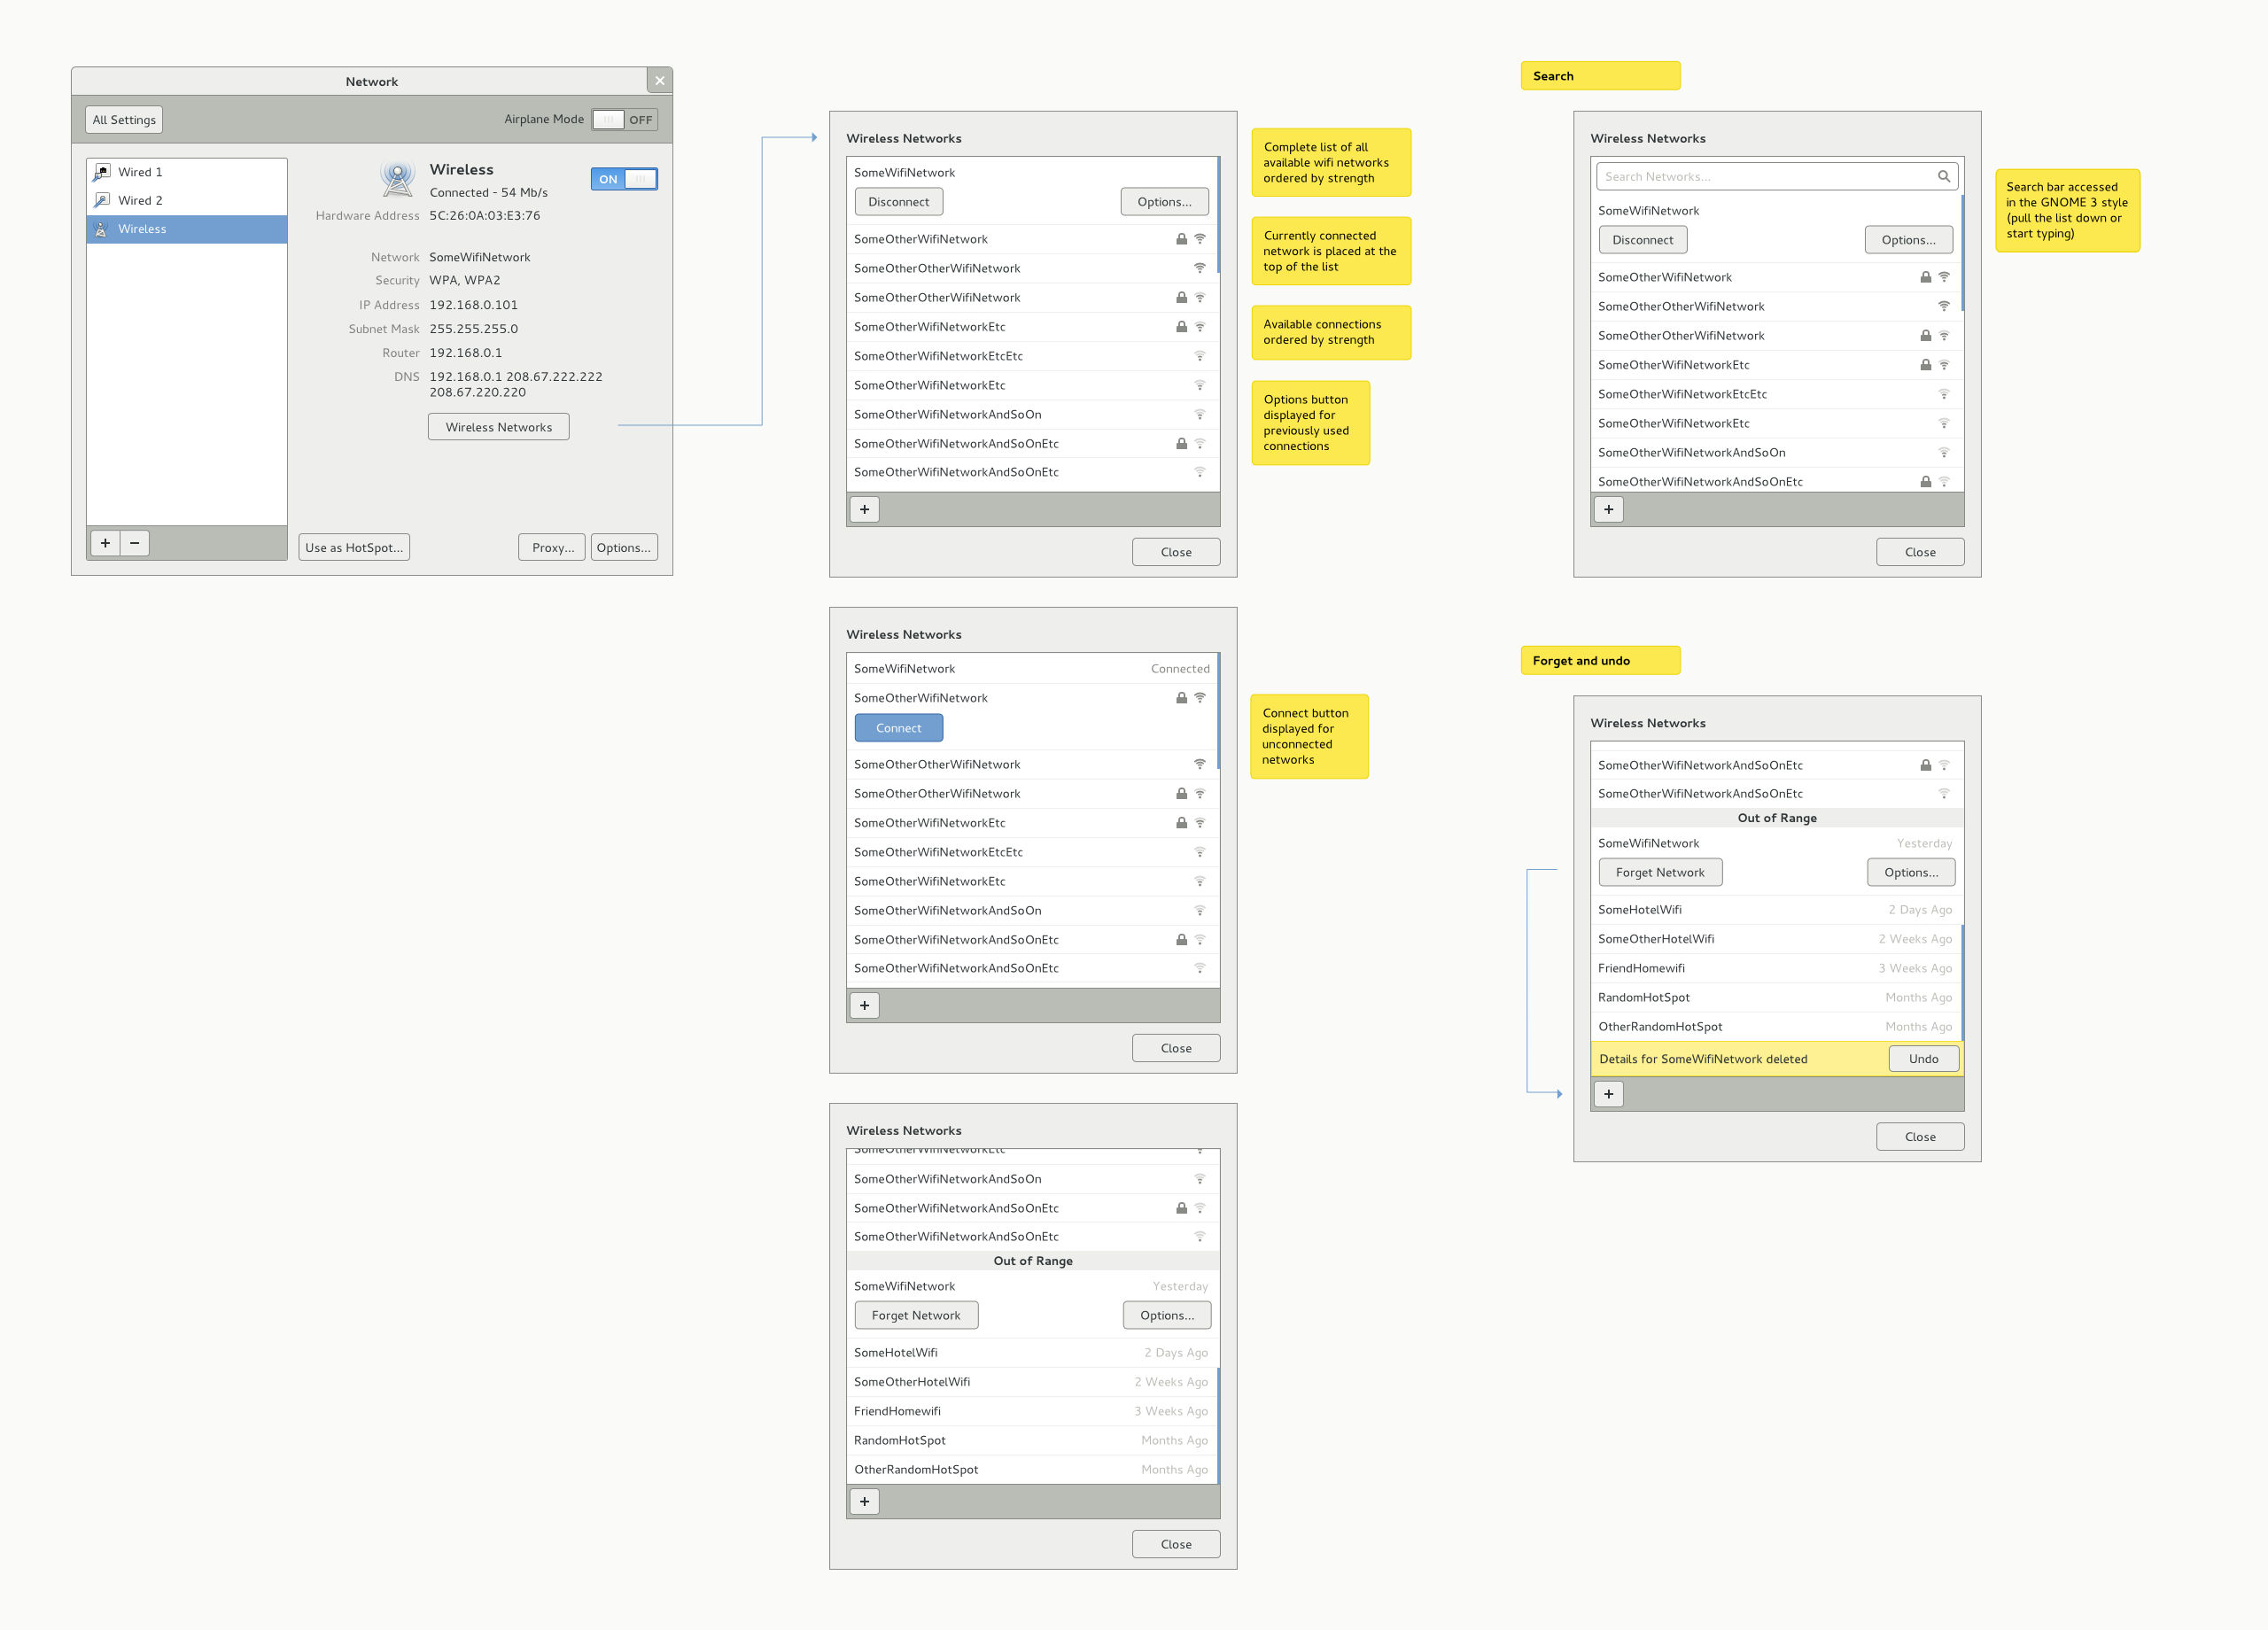 Network
All Settings
Airplane Mode
OFF
Wired 1
Wired 2
Wireless
Wireless
Connected - 54 Mb/s
ON
Hardware Address 5C:26:0A:03:E3:76
Network SomeWifiNetwork
Security WPA, WPA2
IP Address 192.168.0.101
Subnet Mask 255.255.255.0
Router 192.168.0.1
DNS 192.168.0.1 208.67.222.222
208.67.220.220
Wireless Networks
+ −
Use as HotSpot...
Proxy...
Options...
Wireless Networks
SomeWifiNetwork
Disconnect
Options...
SomeOtherWifiNetwork
SomeOtherOtherWifiNetwork
SomeOtherOtherWifiNetwork
SomeOtherWifiNetworkEtc
SomeOtherWifiNetworkEtcEtc
SomeOtherWifiNetworkEtc
SomeOtherWifiNetworkAndSoOn
SomeOtherWifiNetworkAndSoOnEtc
SomeOtherWifiNetworkAndSoOnEtc
+
Close
Complete list of all
available wifi networks
ordered by strength
Currently connected
network is placed at the
top of the list
Available connections
ordered by strength
Options button
displayed for
previously used
connections
Wireless Networks
SomeWifiNetwork Connected
SomeOtherWifiNetwork
Connect
SomeOtherOtherWifiNetwork
SomeOtherOtherWifiNetwork
SomeOtherWifiNetworkEtc
SomeOtherWifiNetworkEtcEtc
SomeOtherWifiNetworkEtc
SomeOtherWifiNetworkAndSoOn
SomeOtherWifiNetworkAndSoOnEtc
SomeOtherWifiNetworkAndSoOnEtc
+
Close
Connect button
displayed for
unconnected
networks
Wireless Networks
SomeOtherWifiNetworkEtc
SomeOtherWifiNetworkAndSoOn
SomeOtherWifiNetworkAndSoOnEtc
SomeOtherWifiNetworkAndSoOnEtc
Out of Range
SomeWifiNetwork Yesterday
Forget Network
Options...
SomeHotelWifi 2 Days Ago
SomeOtherHotelWifi 2 Weeks Ago
FriendHomewifi 3 Weeks Ago
RandomHotSpot Months Ago
OtherRandomHotSpot Months Ago
+
Close
Search
Wireless Networks
Search Networks...
SomeWifiNetwork
Disconnect
Options...
SomeOtherWifiNetwork
SomeOtherOtherWifiNetwork
SomeOtherOtherWifiNetwork
SomeOtherWifiNetworkEtc
SomeOtherWifiNetworkEtcEtc
SomeOtherWifiNetworkEtc
SomeOtherWifiNetworkAndSoOn
SomeOtherWifiNetworkAndSoOnEtc
+
Close
Search bar accessed
in the GNOME 3 style
(pull the list down or
start typing)
Forget and undo
Wireless Networks
SomeOtherWifiNetworkAndSoOnEtc
SomeOtherWifiNetworkAndSoOnEtc
Out of Range
SomeWifiNetwork Yesterday
Forget Network
Options...
SomeHotelWifi 2 Days Ago
SomeOtherHotelWifi 2 Weeks Ago
FriendHomewifi 3 Weeks Ago
RandomHotSpot Months Ago
OtherRandomHotSpot Months Ago
Details for SomeWifiNetwork deleted
Undo
+
Close